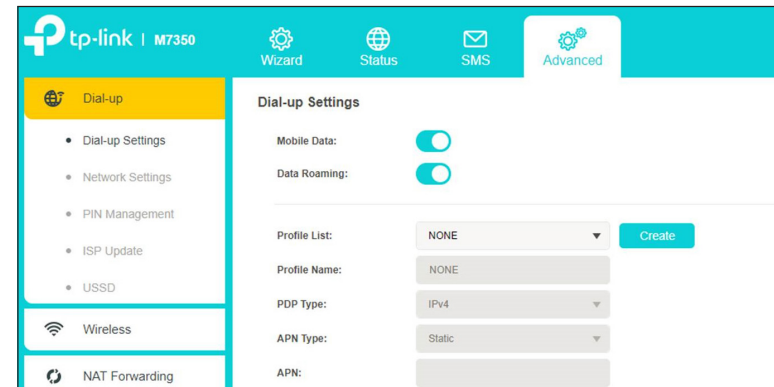 tp-link | M7350
Wizard
Status
SMS
Advanced
Dial-up
Dial-up Settings
Network Settings
PIN Management
ISP Update
USSD
Wireless
NAT Forwarding
Dial-up Settings
Mobile Data:
Data Roaming:
Profile List: NONE Create
Profile Name: NONE
PDP Type: IPv4
APN Type: Static
APN: